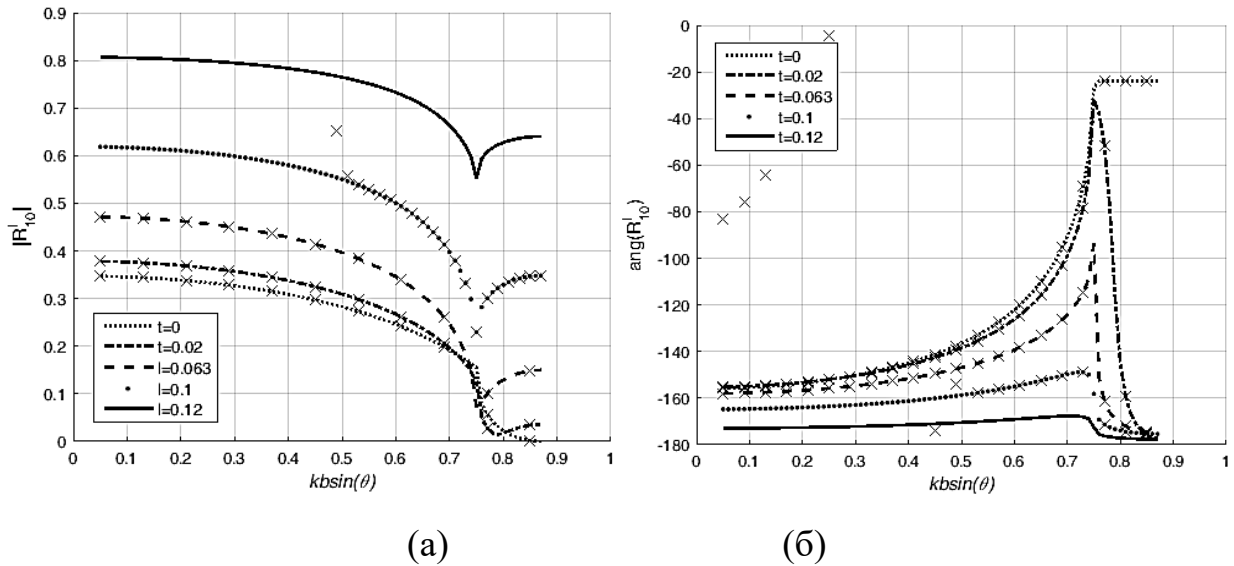 0.9
0.8
0.7
0.6
0.5
0.4
0.3
0.2
0.1
0
|R^I_10|
t=0
t=0.02
l=0.063
l=0.1
l=0.12
0 0.1 0.2 0.3 0.4 0.5 0.6 0.7 0.8 0.9 1
kbsin(θ)
(а)
0
-20
-40
-60
-80
-100
-120
-140
-160
-180
ang(R^I_10)
t=0
t=0.02
t=0.063
t=0.1
t=0.12
0 0.1 0.2 0.3 0.4 0.5 0.6 0.7 0.8 0.9 1
kbsin(θ)
(б)